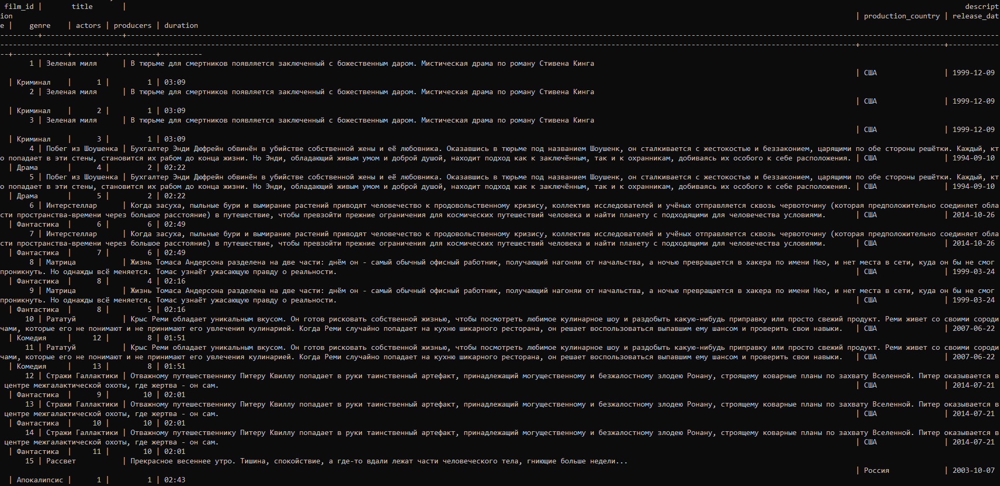 film_id | title | descript
ion | production_country | release_dat
e | genre | actors | producers | duration
---------+-------------------+----------------------------------------------------------------------------------------------------------------------------------------------------------------------------------------------------------------
-----------------------------------------------------------------------------------------------------------------------------------------------------------------------------------------------------------+--------------------+------------
--+-------------+--------+-----------+----------
1 | Зеленая миля | В тюрьме для смертников появляется заключенный с божественным даром. Мистическая драма по роману Стивена Кинга
| США | 1999-12-09
| Криминал | 1 | 1 | 03:09
2 | Зеленая миля | В тюрьме для смертников появляется заключенный с божественным даром. Мистическая драма по роману Стивена Кинга
| США | 1999-12-09
| Криминал | 2 | 1 | 03:09
3 | Зеленая миля | В тюрьме для смертников появляется заключенный с божественным даром. Мистическая драма по роману Стивена Кинга
| США | 1999-12-09
| Криминал | 3 | 1 | 03:09
4 | Побег из Шоушенка | Бухгалтер Энди Дюфрейн обвинён в убийстве собственной жены и её любовника. Оказавшись в тюрьме под названием Шоушенк, он сталкивается с жестокостью и беззаконием, царящими по обе стороны решётки. Каждый, кт
о попадает в эти стены, становится их рабом до конца жизни. Но Энди, обладающий живым умом и доброй душой, находит подход как к заключённым, так и к охранникам, добиваясь их особого к себе расположения. | США | 1994-09-10
| Драма | 4 | 2 | 02:22
5 | Побег из Шоушенка | Бухгалтер Энди Дюфрейн обвинён в убийстве собственной жены и её любовника. Оказавшись в тюрьме под названием Шоушенк, он сталкивается с жестокостью и беззаконием, царящими по обе стороны решётки. Каждый, кт
о попадает в эти стены, становится их рабом до конца жизни. Но Энди, обладающий живым умом и доброй душой, находит подход как к заключённым, так и к охранникам, добиваясь их особого к себе расположения. | США | 1994-09-10
| Драма | 5 | 2 | 02:22
6 | Интерстеллар | Когда засуха, пыльные бури и вымирание растений приводят человечество к продовольственному кризису, коллектив исследователей и учёных отправляется сквозь червоточину (которая предположительно соединяет обла
сти пространства-времени через большое расстояние) в путешествие, чтобы превзойти прежние ограничения для космических путешествий человека и найти планету с подходящими для человечества условиями. | США | 2014-10-26
| Фантастика | 6 | 6 | 02:49
7 | Интерстеллар | Когда засуха, пыльные бури и вымирание растений приводят человечество к продовольственному кризису, коллектив исследователей и учёных отправляется сквозь червоточину (которая предположительно соединяет обла
сти пространства-времени через большое расстояние) в путешествие, чтобы превзойти прежние ограничения для космических путешествий человека и найти планету с подходящими для человечества условиями. | США | 2014-10-26
| Фантастика | 7 | 6 | 02:49
8 | Матрица | Жизнь Томаса Андерсона разделена на две части: днём он - самый обычный офисный работник, получающий нагоняи от начальства, а ночью превращается в хакера по имени Нео, и нет места в сети, куда он бы не смог
проникнуть. Но однажды всё меняется. Томас узнаёт ужасающую правду о реальности. | США | 1999-03-24
| Фантастика | 8 | 4 | 02:16
9 | Матрица | Жизнь Томаса Андерсона разделена на две части: днём он - самый обычный офисный работник, получающий нагоняи от начальства, а ночью превращается в хакера по имени Нео, и нет места в сети, куда он бы не смог
проникнуть. Но однажды всё меняется. Томас узнаёт ужасающую правду о реальности. | США | 1999-03-24
| Фантастика | 8 | 5 | 02:16
10 | Рататуй | Крыс Реми обладает уникальным вкусом. Он готов рисковать собственной жизнью, чтобы посмотреть любимое кулинарное шоу и раздобыть какую-нибудь приправку или просто свежий продукт. Реми живет со своими сороди
чами, которые его не понимают и не принимают его увлечения кулинарией. Когда Реми случайно попадает на кухню шикарного ресторана, он решает воспользоваться выпавшим ему шансом и проверить свои навыки. | США | 2007-06-22
| Комедия | 12 | 8 | 01:51
11 | Рататуй | Крыс Реми обладает уникальным вкусом. Он готов рисковать собственной жизнью, чтобы посмотреть любимое кулинарное шоу и раздобыть какую-нибудь приправку или просто свежий продукт. Реми живет со своими сороди
чами, которые его не понимают и не принимают его увлечения кулинарией. Когда Реми случайно попадает на кухню шикарного ресторана, он решает воспользоваться выпавшим ему шансом и проверить свои навыки. | США | 2007-06-22
| Комедия | 13 | 8 | 01:51
12 | Стражи Галлактики | Отважному путешественнику Питеру Квиллу попадает в руки таинственный артефакт, принадлежащий могущественному и безжалостному злодею Ронану, строящему коварные планы по захвату Вселенной. Питер оказывается в
центре межгалактической охоты, где жертва - он сам. | США | 2014-07-21
| Фантастика | 9 | 10 | 02:01
13 | Стражи Галлактики | Отважному путешественнику Питеру Квиллу попадает в руки таинственный артефакт, принадлежащий могущественному и безжалостному злодею Ронану, строящему коварные планы по захвату Вселенной. Питер оказывается в
центре межгалактической охоты, где жертва - он сам. | США | 2014-07-21
| Фантастика | 10 | 10 | 02:01
14 | Стражи Галлактики | Отважному путешественнику Питеру Квиллу попадает в руки таинственный артефакт, принадлежащий могущественному и безжалостному злодею Ронану, строящему коварные планы по захвату Вселенной. Питер оказывается в
центре межгалактической охоты, где жертва - он сам. | США | 2014-07-21
| Фантастика | 11 | 10 | 02:01
15 | Рассвет | Прекрасное весеннее утро. Тишина, спокойствие, а где-то вдали лежат части человеческого тела, гниющие больше недели...
| Россия | 2003-10-07
| Апокалипсис | 1 | 1 | 02:43